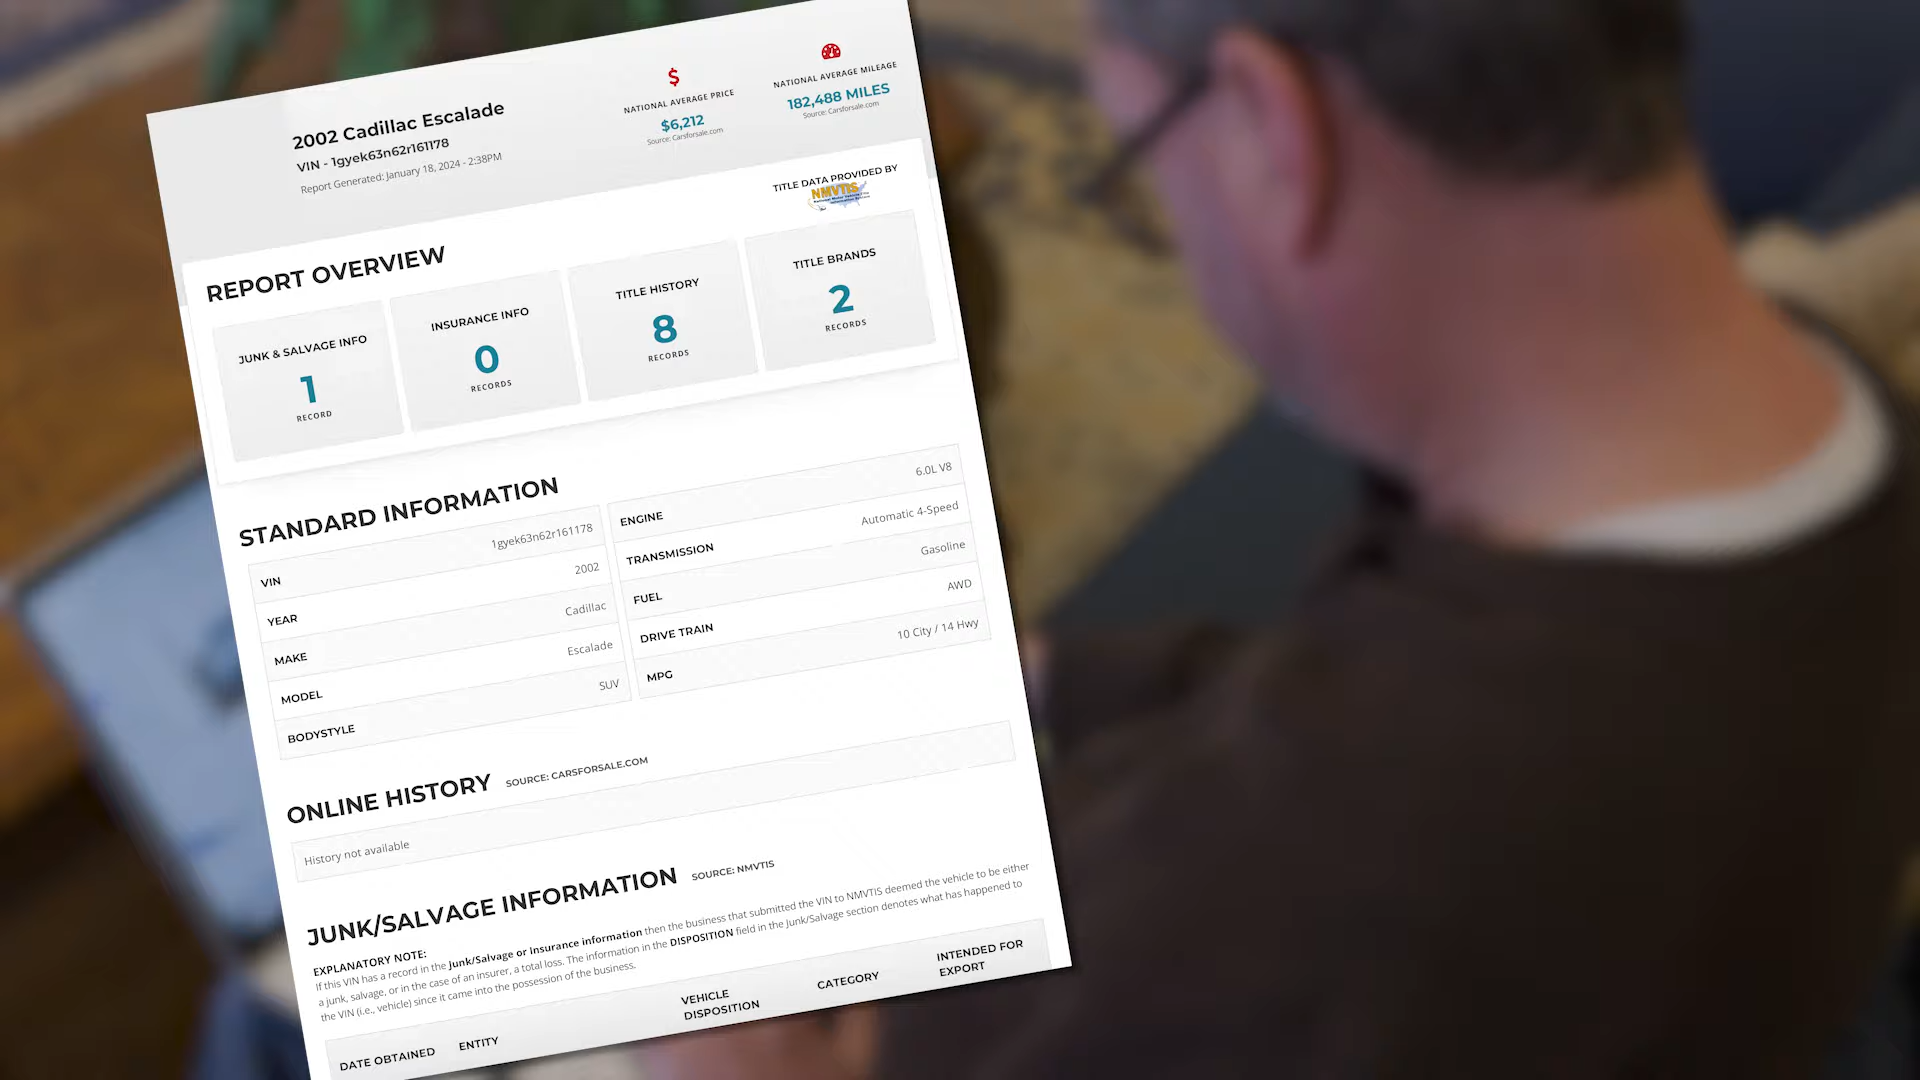 2002 Cadillac Escalade
VIN - 1gyek63n62r161178
Report Generated: January 18, 2024 - 2:38PM
NATIONAL AVERAGE PRICE
$6,212
Source: Carsforsale.com
NATIONAL AVERAGE MILEAGE
182,488 MILES
Source: Carsforsale.com
TITLE DATA PROVIDED BY
NMVTIS
REPORT OVERVIEW
JUNK & SALVAGE INFO
1
RECORD
INSURANCE INFO
0
RECORDS
TITLE HISTORY
8
RECORDS
TITLE BRANDS
2
RECORDS
STANDARD INFORMATION
VIN 1gyek63n62r161178
YEAR 2002
MAKE Cadillac
MODEL Escalade
BODYSTYLE SUV
ENGINE 6.0L V8
TRANSMISSION Automatic 4-Speed
FUEL Gasoline
DRIVE TRAIN AWD
MPG 10 City / 14 Hwy
ONLINE HISTORY SOURCE: CARSFORSALE.COM
History not available
JUNK/SALVAGE INFORMATION SOURCE: NMVTIS
EXPLANATORY NOTE:
If this VIN has a record in the Junk/Salvage or Insurance information then the business that submitted the VIN to NMVTIS deemed the vehicle to be either
a junk, salvage, or in the case of an insurer, a total loss. The information in the DISPOSITION field in the Junk/Salvage section denotes what has happened to
the VIN (i.e., vehicle) since it came into the possession of the business.
DATE OBTAINED
ENTITY
VEHICLE
DISPOSITION
CATEGORY
INTENDED FOR
EXPORT